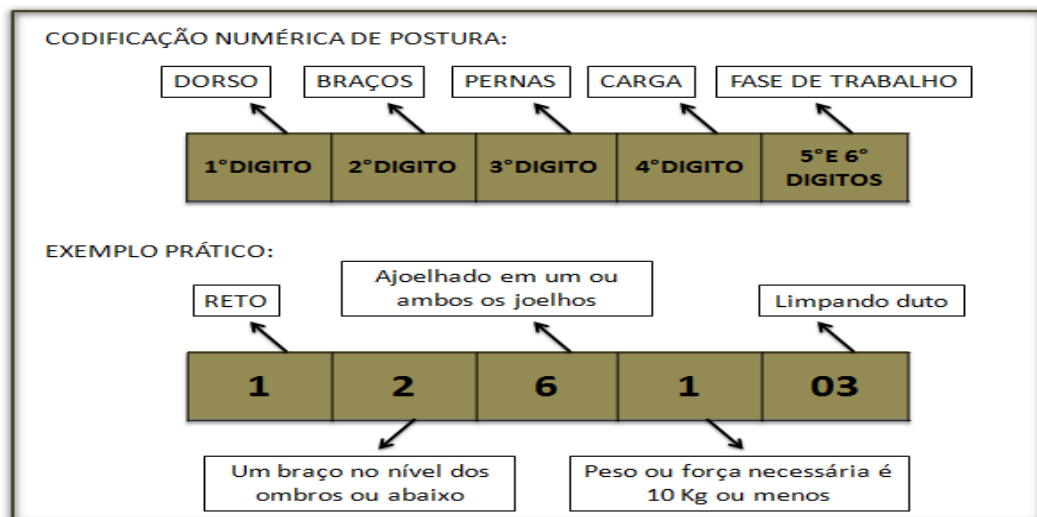 CODIFICAÇÃO NUMÉRICA DE POSTURA:
DORSO
BRAÇOS
PERNAS
CARGA
FASE DE TRABALHO
1°DIGITO
2°DIGITO
3°DIGITO
4°DIGITO
5°E 6°
DIGITOS
EXEMPLO PRÁTICO:
RETO
Ajoelhado em um ou
ambos os joelhos
Limpando duto
1
2
6
1
03
Um braço no nível dos
ombros ou abaixo
Peso ou força necessária é
10 Kg ou menos